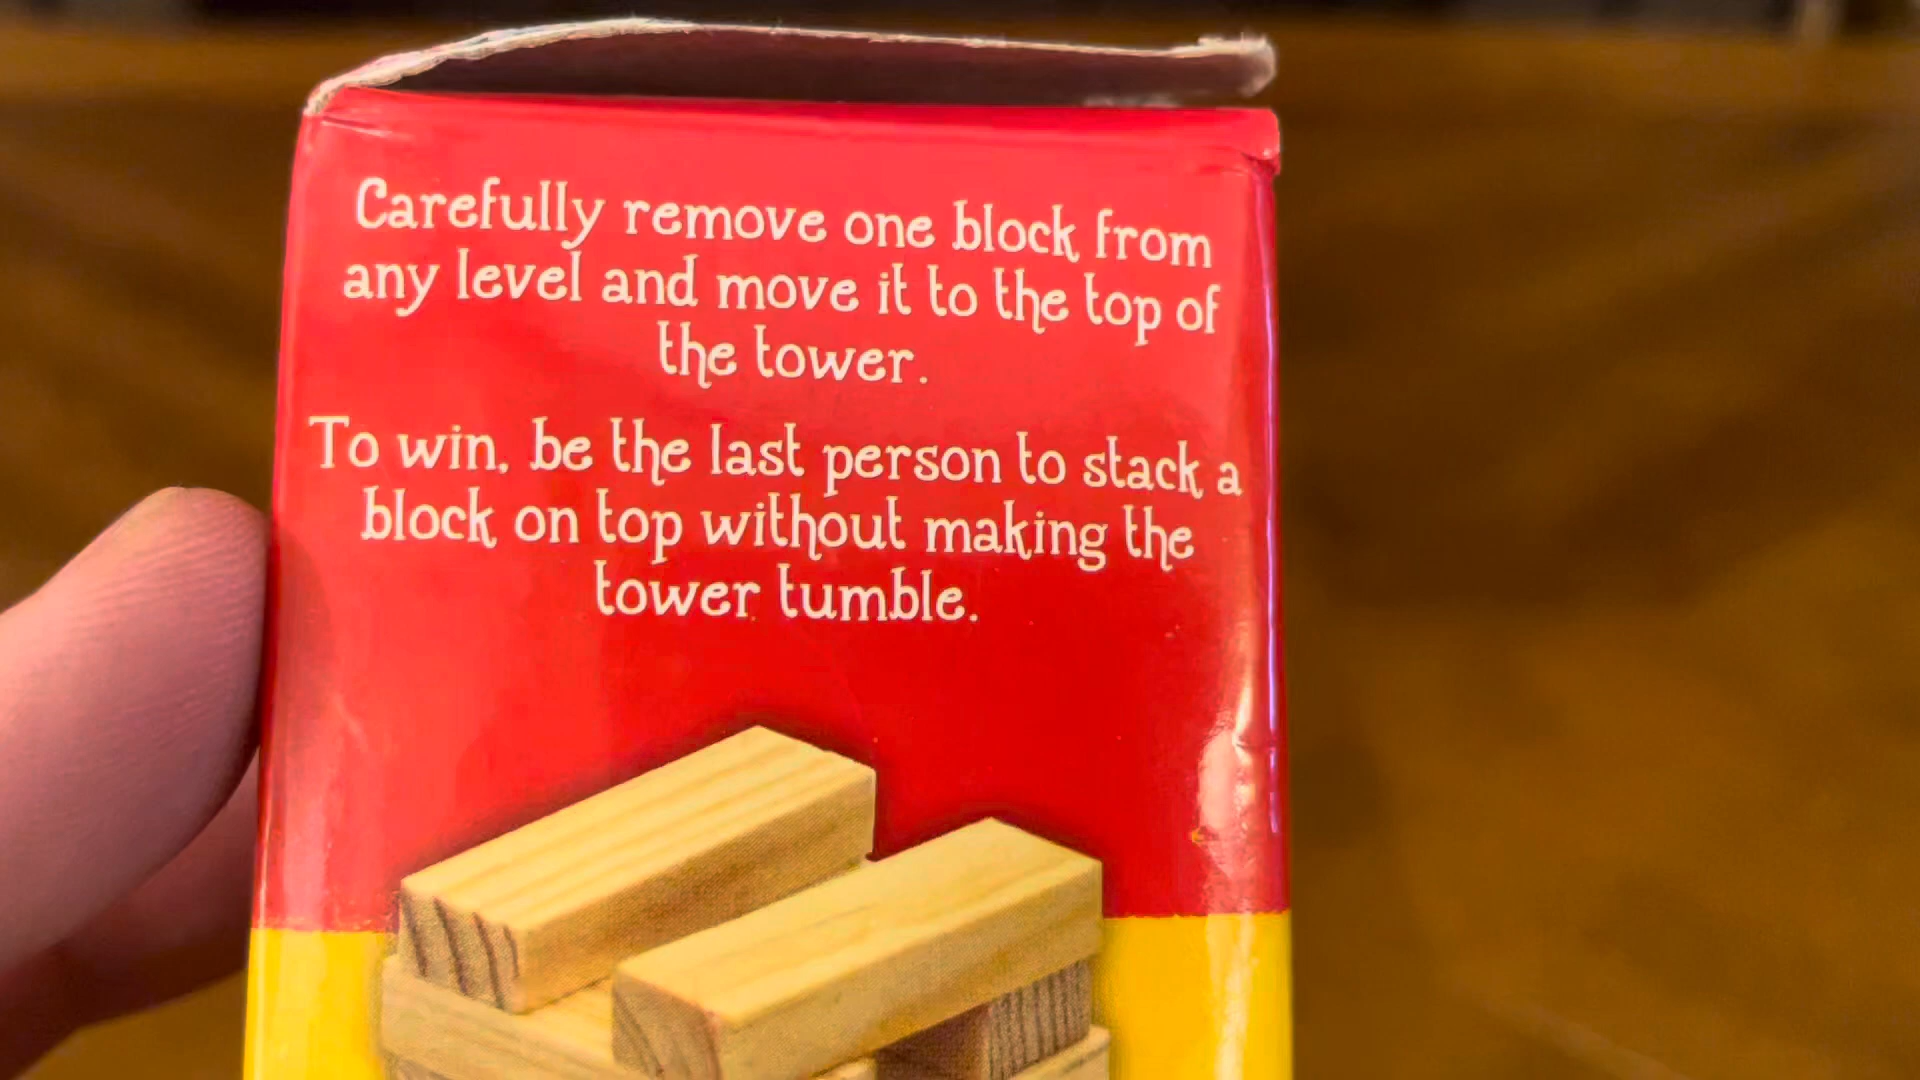 Carefully remove one block from
any level and move it to the top of
the tower.
To win, be the last person to stack a
block on top without making the
tower tumble.